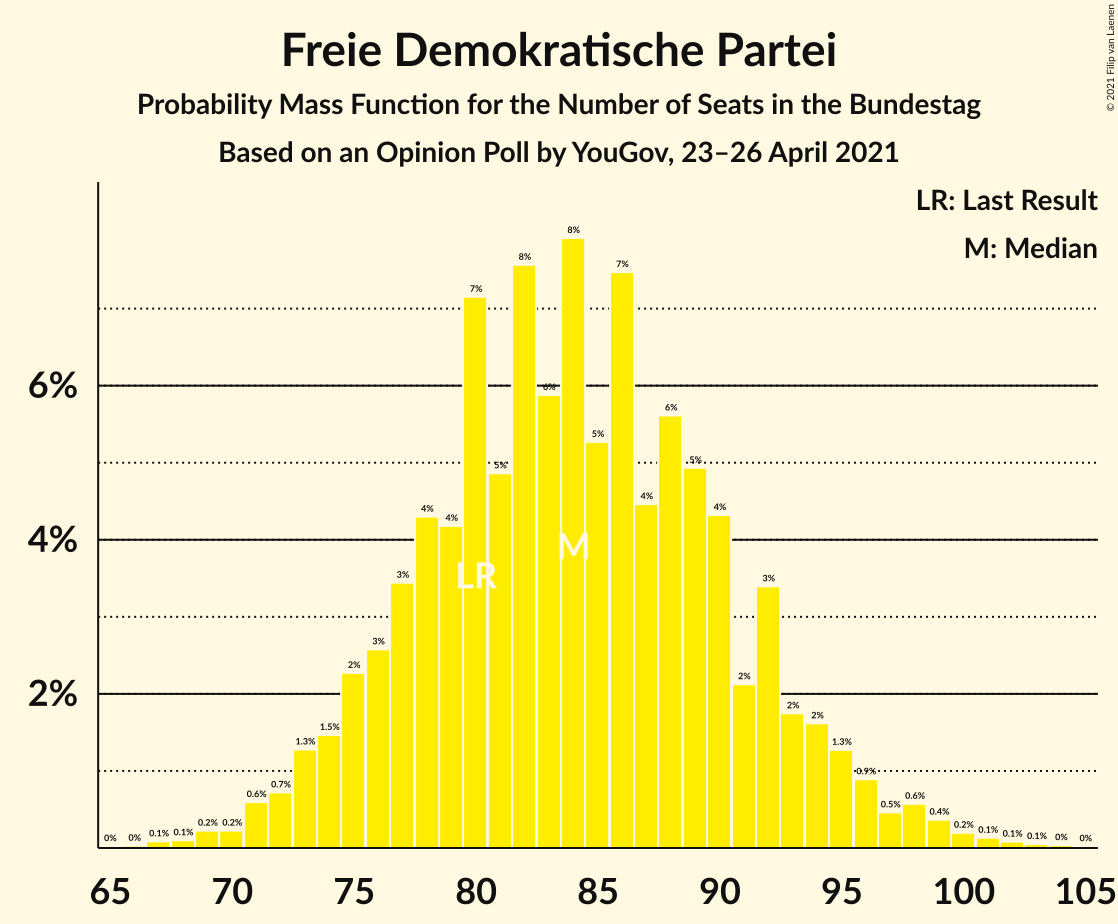 © 2021 Filip van Laenen
Freie Demokratische Partei
Probability Mass Function for the Number of Seats in the Bundestag
Based on an Opinion Poll by YouGov, 23–26 April 2021
LR: Last Result
M: Median
6%
4%
2%
0% 0% 0.1% 0.1% 0.2% 0.2% 0.6% 0.7% 1.3% 1.5% 2% 3% 3% 4% 4% 7% 5% 8% 6% 8% 5% 7% 4% 6% 5% 4% 2% 3% 2% 2% 1.3% 0.9% 0.5% 0.6% 0.4% 0.2% 0.1% 0.1% 0.1% 0% 0%
LR M
65 70 75 80 85 90 95 100 105